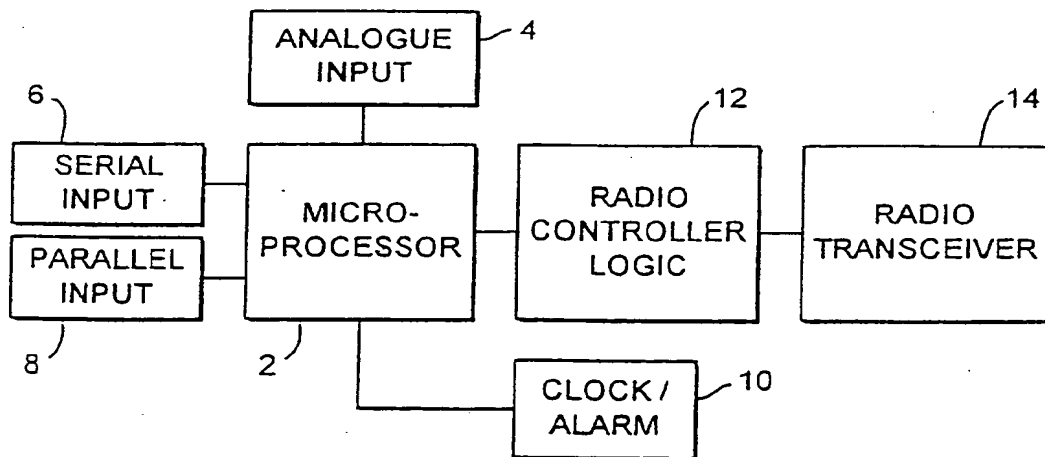 ANALOGUE
INPUT
4
6
SERIAL
INPUT
PARALLEL
INPUT
8
MICRO-
PROCESSOR
2
12
RADIO
CONTROLLER
LOGIC
14
RADIO
TRANSCEIVER
CLOCK /
ALARM
10